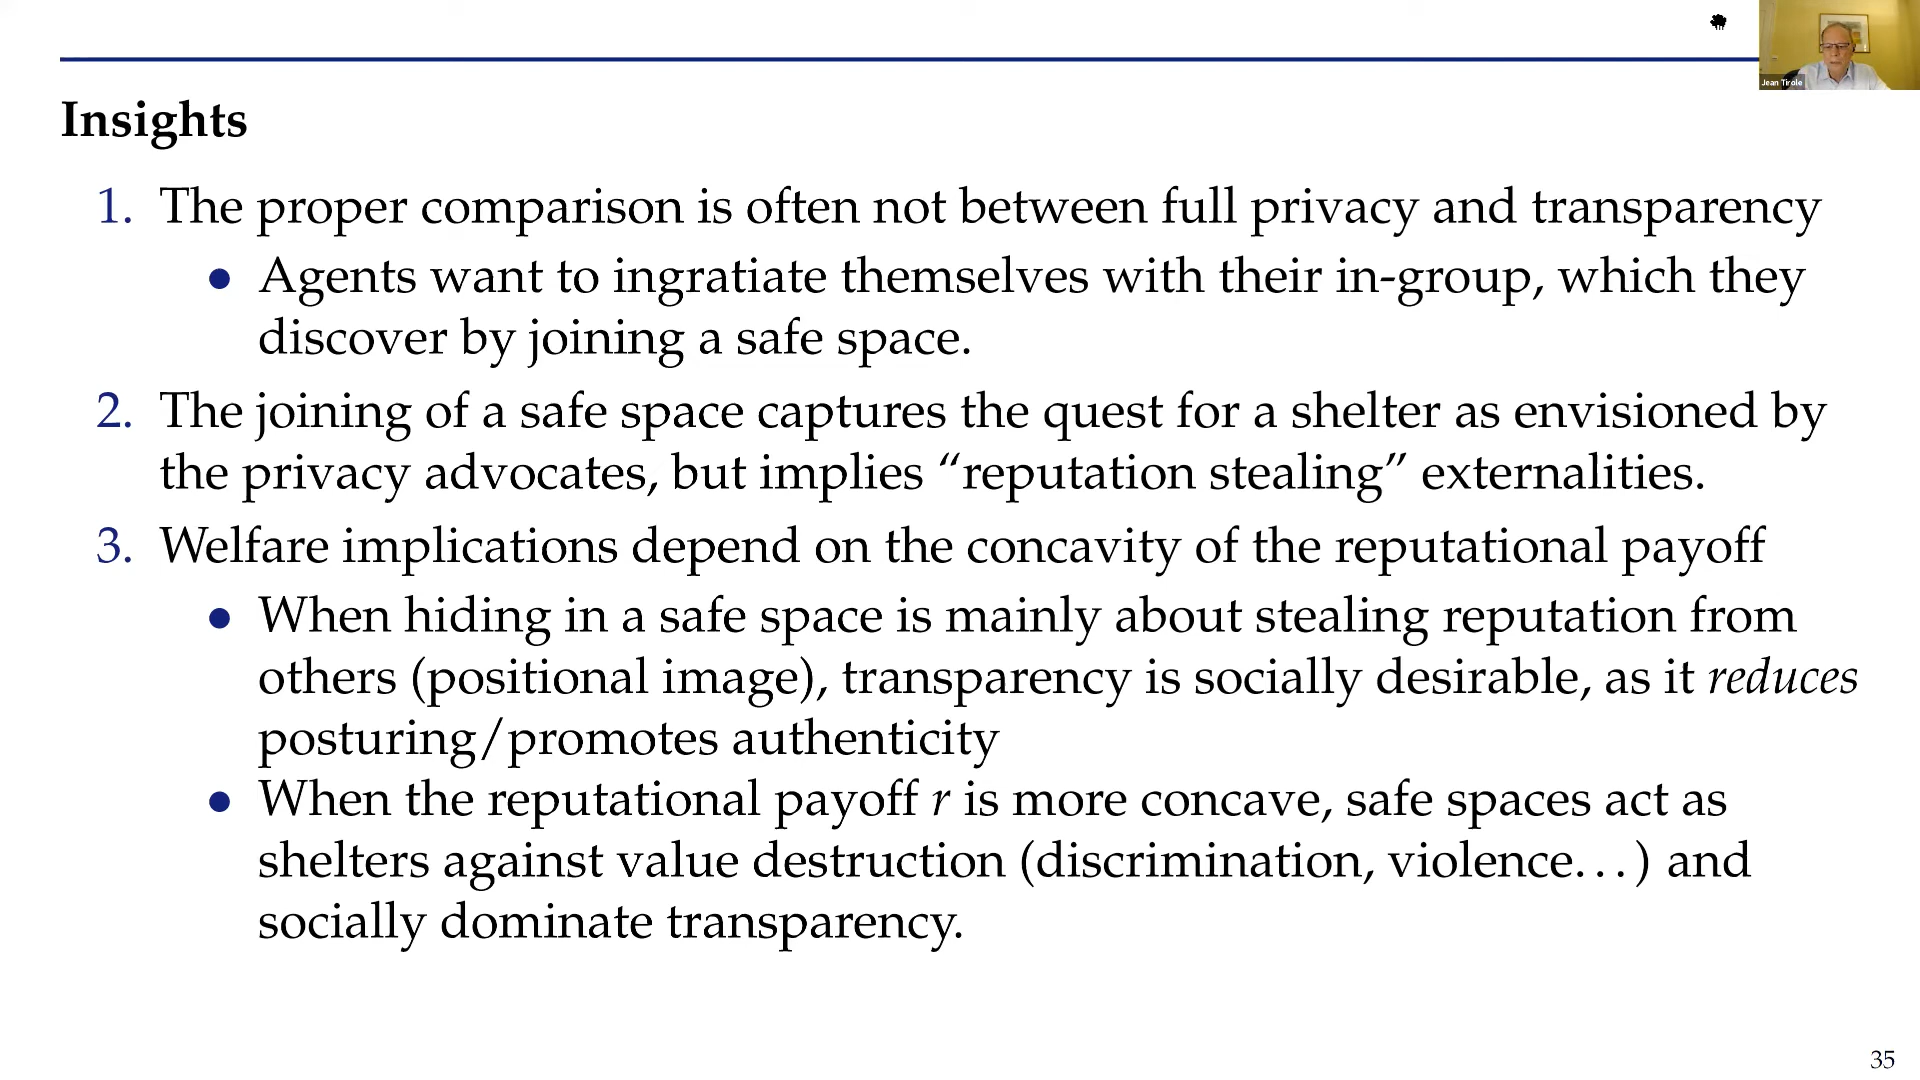 Jean Tirole
Insights
1. The proper comparison is often not between full privacy and transparency
• Agents want to ingratiate themselves with their in-group, which they
discover by joining a safe space.
2. The joining of a safe space captures the quest for a shelter as envisioned by
the privacy advocates, but implies “reputation stealing” externalities.
3. Welfare implications depend on the concavity of the reputational payoff
• When hiding in a safe space is mainly about stealing reputation from
others (positional image), transparency is socially desirable, as it reduces
posturing/promotes authenticity
• When the reputational payoff r is more concave, safe spaces act as
shelters against value destruction (discrimination, violence. . . ) and
socially dominate transparency.
35